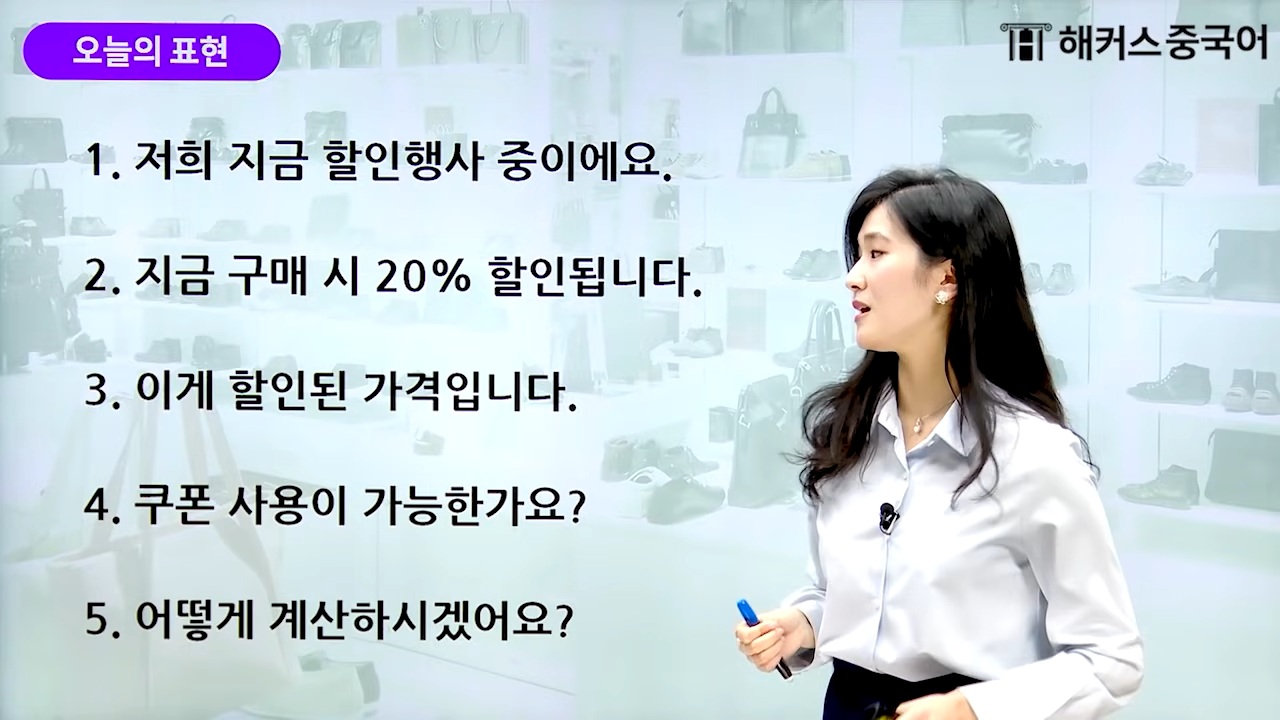 오늘의 표현
해커스중국어
1. 저희 지금 할인행사 중이에요.
2. 지금 구매 시 20% 할인됩니다.
3. 이게 할인된 가격입니다.
4. 쿠폰 사용이 가능한가요?
5. 어떻게 계산하시겠어요?